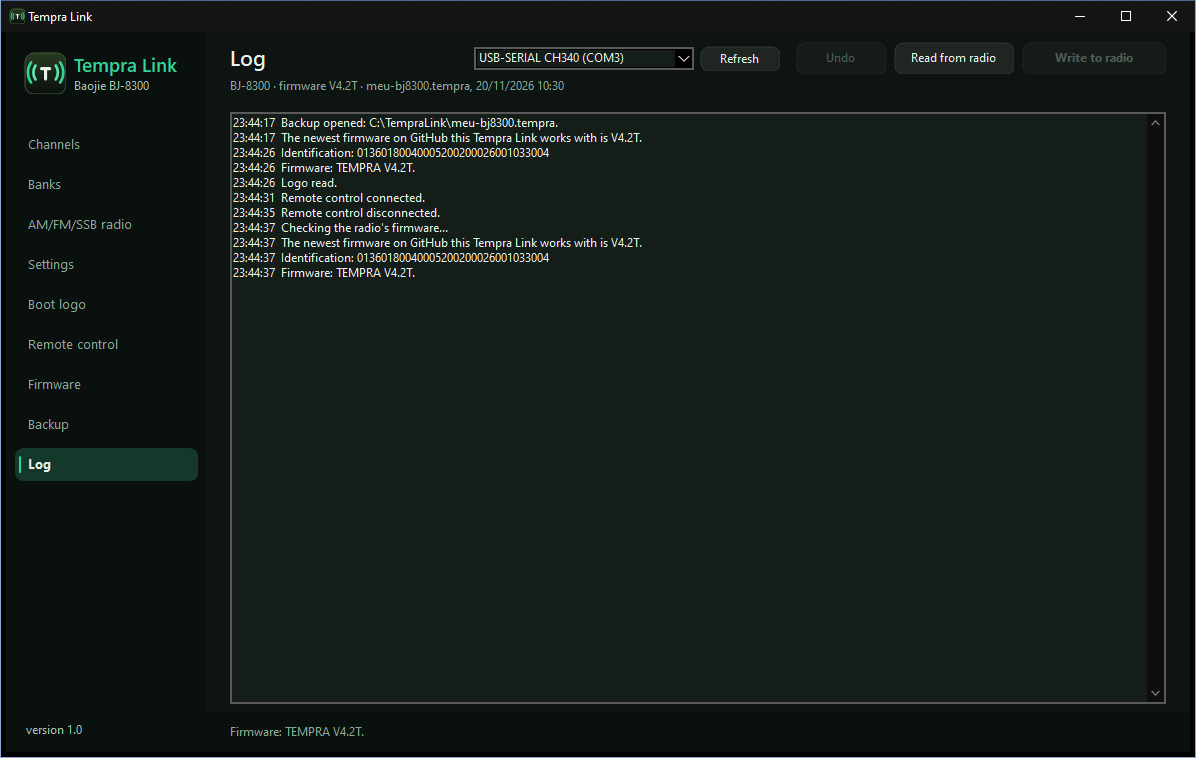 Tempra Link
((T)) Tempra Link
Baojie BJ-8300
Log
USB-SERIAL CH340 (COM3)
Refresh
Undo
Read from radio
Write to radio
BJ-8300 · firmware V4.2T · meu-bj8300.tempra, 20/11/2026 10:30
Channels
Banks
AM/FM/SSB radio
Settings
Boot logo
Remote control
Firmware
Backup
Log
23:44:17 Backup opened: C:\TempraLink\meu-bj8300.tempra.
23:44:17 The newest firmware on GitHub this Tempra Link works with is V4.2T.
23:44:26 Identification: 01360180040005200200026001033004
23:44:26 Firmware: TEMPRA V4.2T.
23:44:26 Logo read.
23:44:31 Remote control connected.
23:44:35 Remote control disconnected.
23:44:37 Checking the radio's firmware...
23:44:37 The newest firmware on GitHub this Tempra Link works with is V4.2T.
23:44:37 Identification: 01360180040005200200026001033004
23:44:37 Firmware: TEMPRA V4.2T.
version 1.0
Firmware: TEMPRA V4.2T.